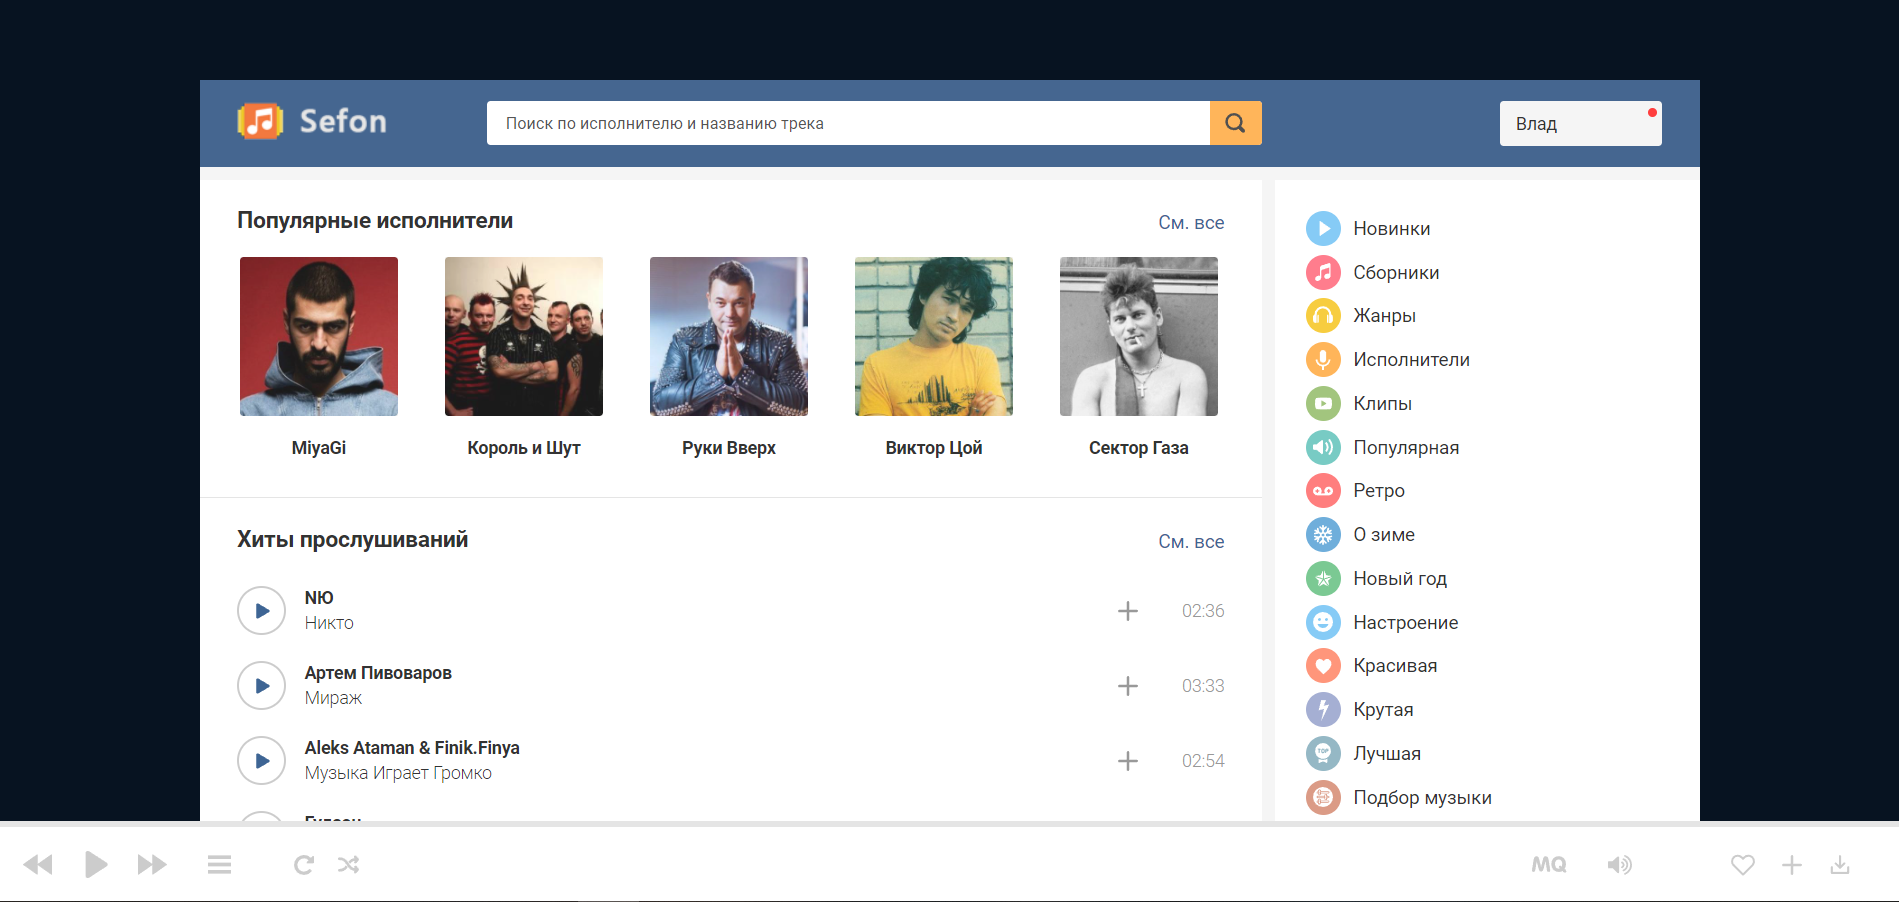 Sefon
Поиск по исполнителю и названию трека
Влад
Популярные исполнители
См. все
MiyaGi
Король и Шут
Руки Вверх
Виктор Цой
Сектор Газа
Хиты прослушиваний
См. все
NЮ
Никто
02:36
Артем Пивоваров
Мираж
03:33
Aleks Ataman & Finik.Finya
Музыка Играет Громко
02:54
Новинки
Сборники
Жанры
Исполнители
Клипы
Популярная
Ретро
О зиме
Новый год
Настроение
Красивая
Крутая
TOP
Лучшая
Подбор музыки
MQ